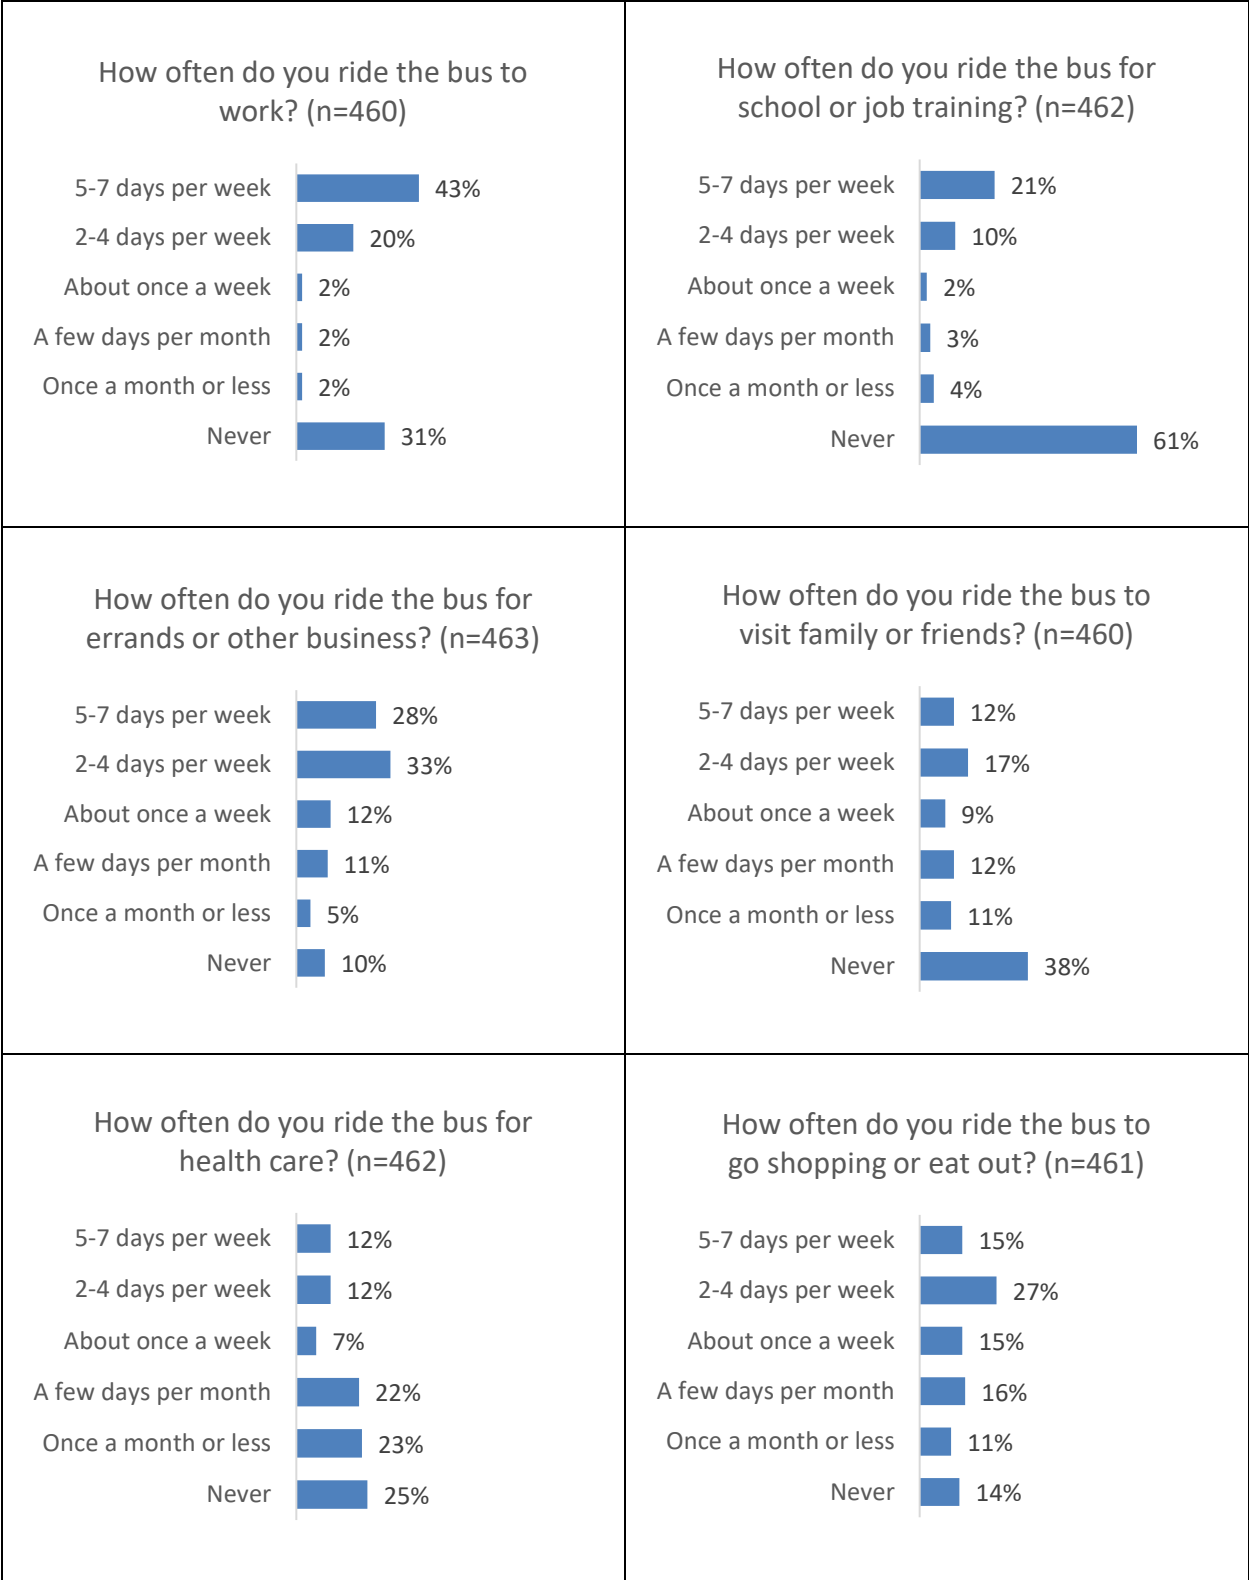 How often do you ride the bus to
work? (n=460)
5-7 days per week 43%
2-4 days per week 20%
About once a week 2%
A few days per month 2%
Once a month or less 2%
Never 31%
How often do you ride the bus for
school or job training? (n=462)
5-7 days per week 21%
2-4 days per week 10%
About once a week 2%
A few days per month 3%
Once a month or less 4%
Never 61%
How often do you ride the bus for
errands or other business? (n=463)
5-7 days per week 28%
2-4 days per week 33%
About once a week 12%
A few days per month 11%
Once a month or less 5%
Never 10%
How often do you ride the bus to
visit family or friends? (n=460)
5-7 days per week 12%
2-4 days per week 17%
About once a week 9%
A few days per month 12%
Once a month or less 11%
Never 38%
How often do you ride the bus for
health care? (n=462)
5-7 days per week 12%
2-4 days per week 12%
About once a week 7%
A few days per month 22%
Once a month or less 23%
Never 25%
How often do you ride the bus to
go shopping or eat out? (n=461)
5-7 days per week 15%
2-4 days per week 27%
About once a week 15%
A few days per month 16%
Once a month or less 11%
Never 14%